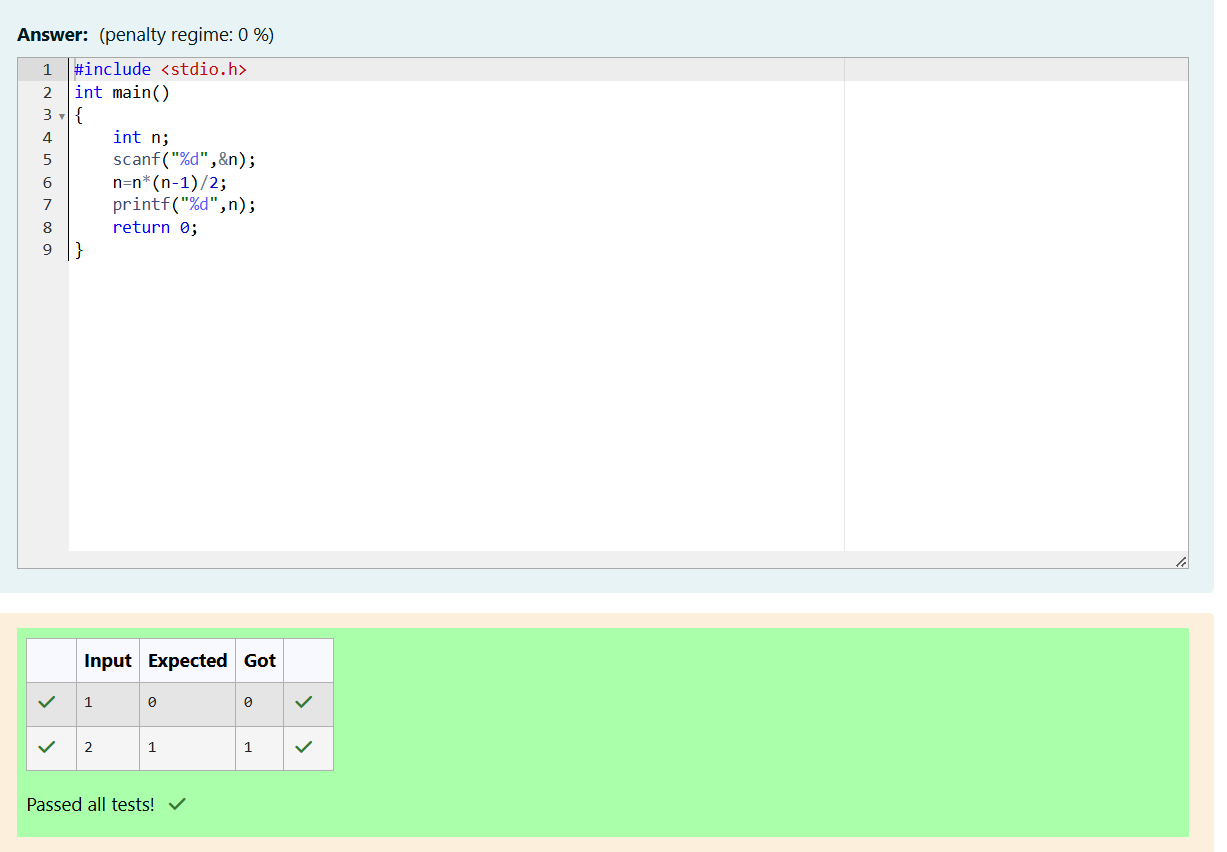 Answer: (penalty regime: 0 %)
1 #include <stdio.h>
2 int main()
3 {
4     int n;
5     scanf("%d",&n);
6     n=n*(n-1)/2;
7     printf("%d",n);
8     return 0;
9 }
Input Expected Got
1 0 0
2 1 1
Passed all tests!